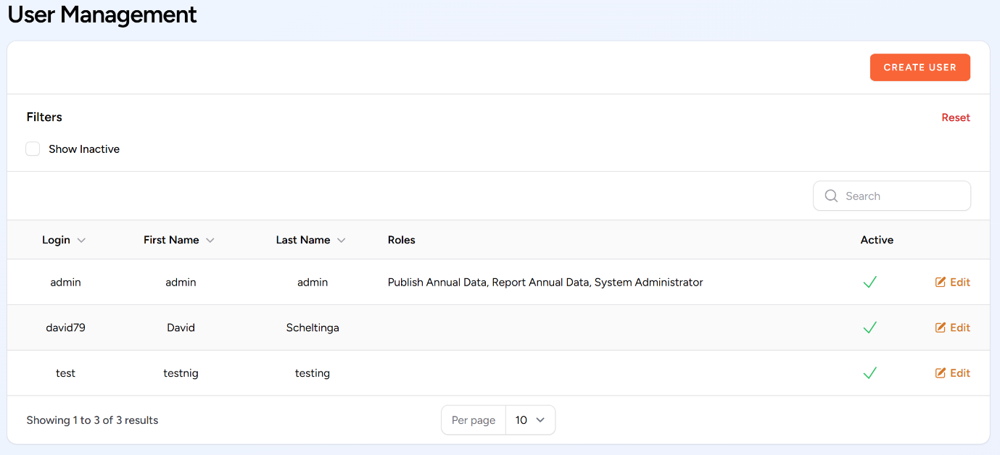 User Management
CREATE USER
Filters
Reset
Show Inactive
Search
Login First Name Last Name Roles Active
admin admin admin Publish Annual Data, Report Annual Data, System Administrator Edit
david79 David Scheltinga Edit
test testnig testing Edit
Showing 1 to 3 of 3 results Per page 10